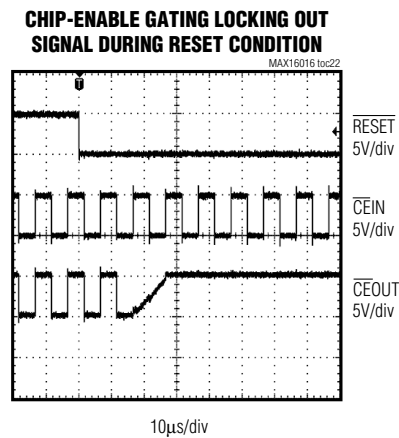 CHIP-ENABLE GATING LOCKING OUT
SIGNAL DURING RESET CONDITION
MAX16016 toc22
T
RESET
5V/div
CEIN
5V/div
CEOUT
5V/div
10μs/div